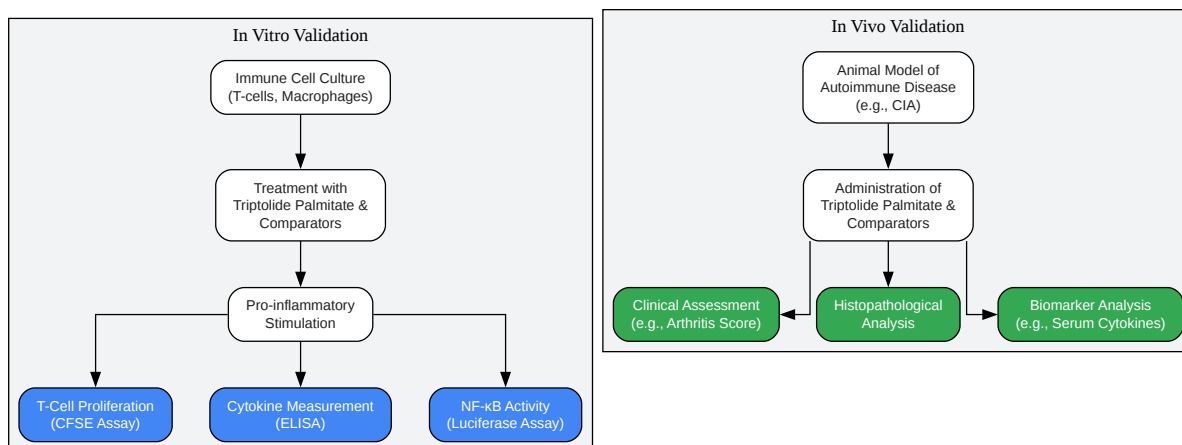 In Vitro Validation
Immune Cell Culture
(T-cells, Macrophages)
Treatment with
Triptolide Palmitate &
Comparators
Pro-inflammatory
Stimulation
T-Cell Proliferation
(CFSE Assay)
Cytokine Measurement
(ELISA)
NF-κB Activity
(Luciferase Assay)
In Vivo Validation
Animal Model of
Autoimmune Disease
(e.g., CIA)
Administration of
Triptolide Palmitate &
Comparators
Clinical Assessment
(e.g., Arthritis Score)
Histopathological
Analysis
Biomarker Analysis
(e.g., Serum Cytokines)